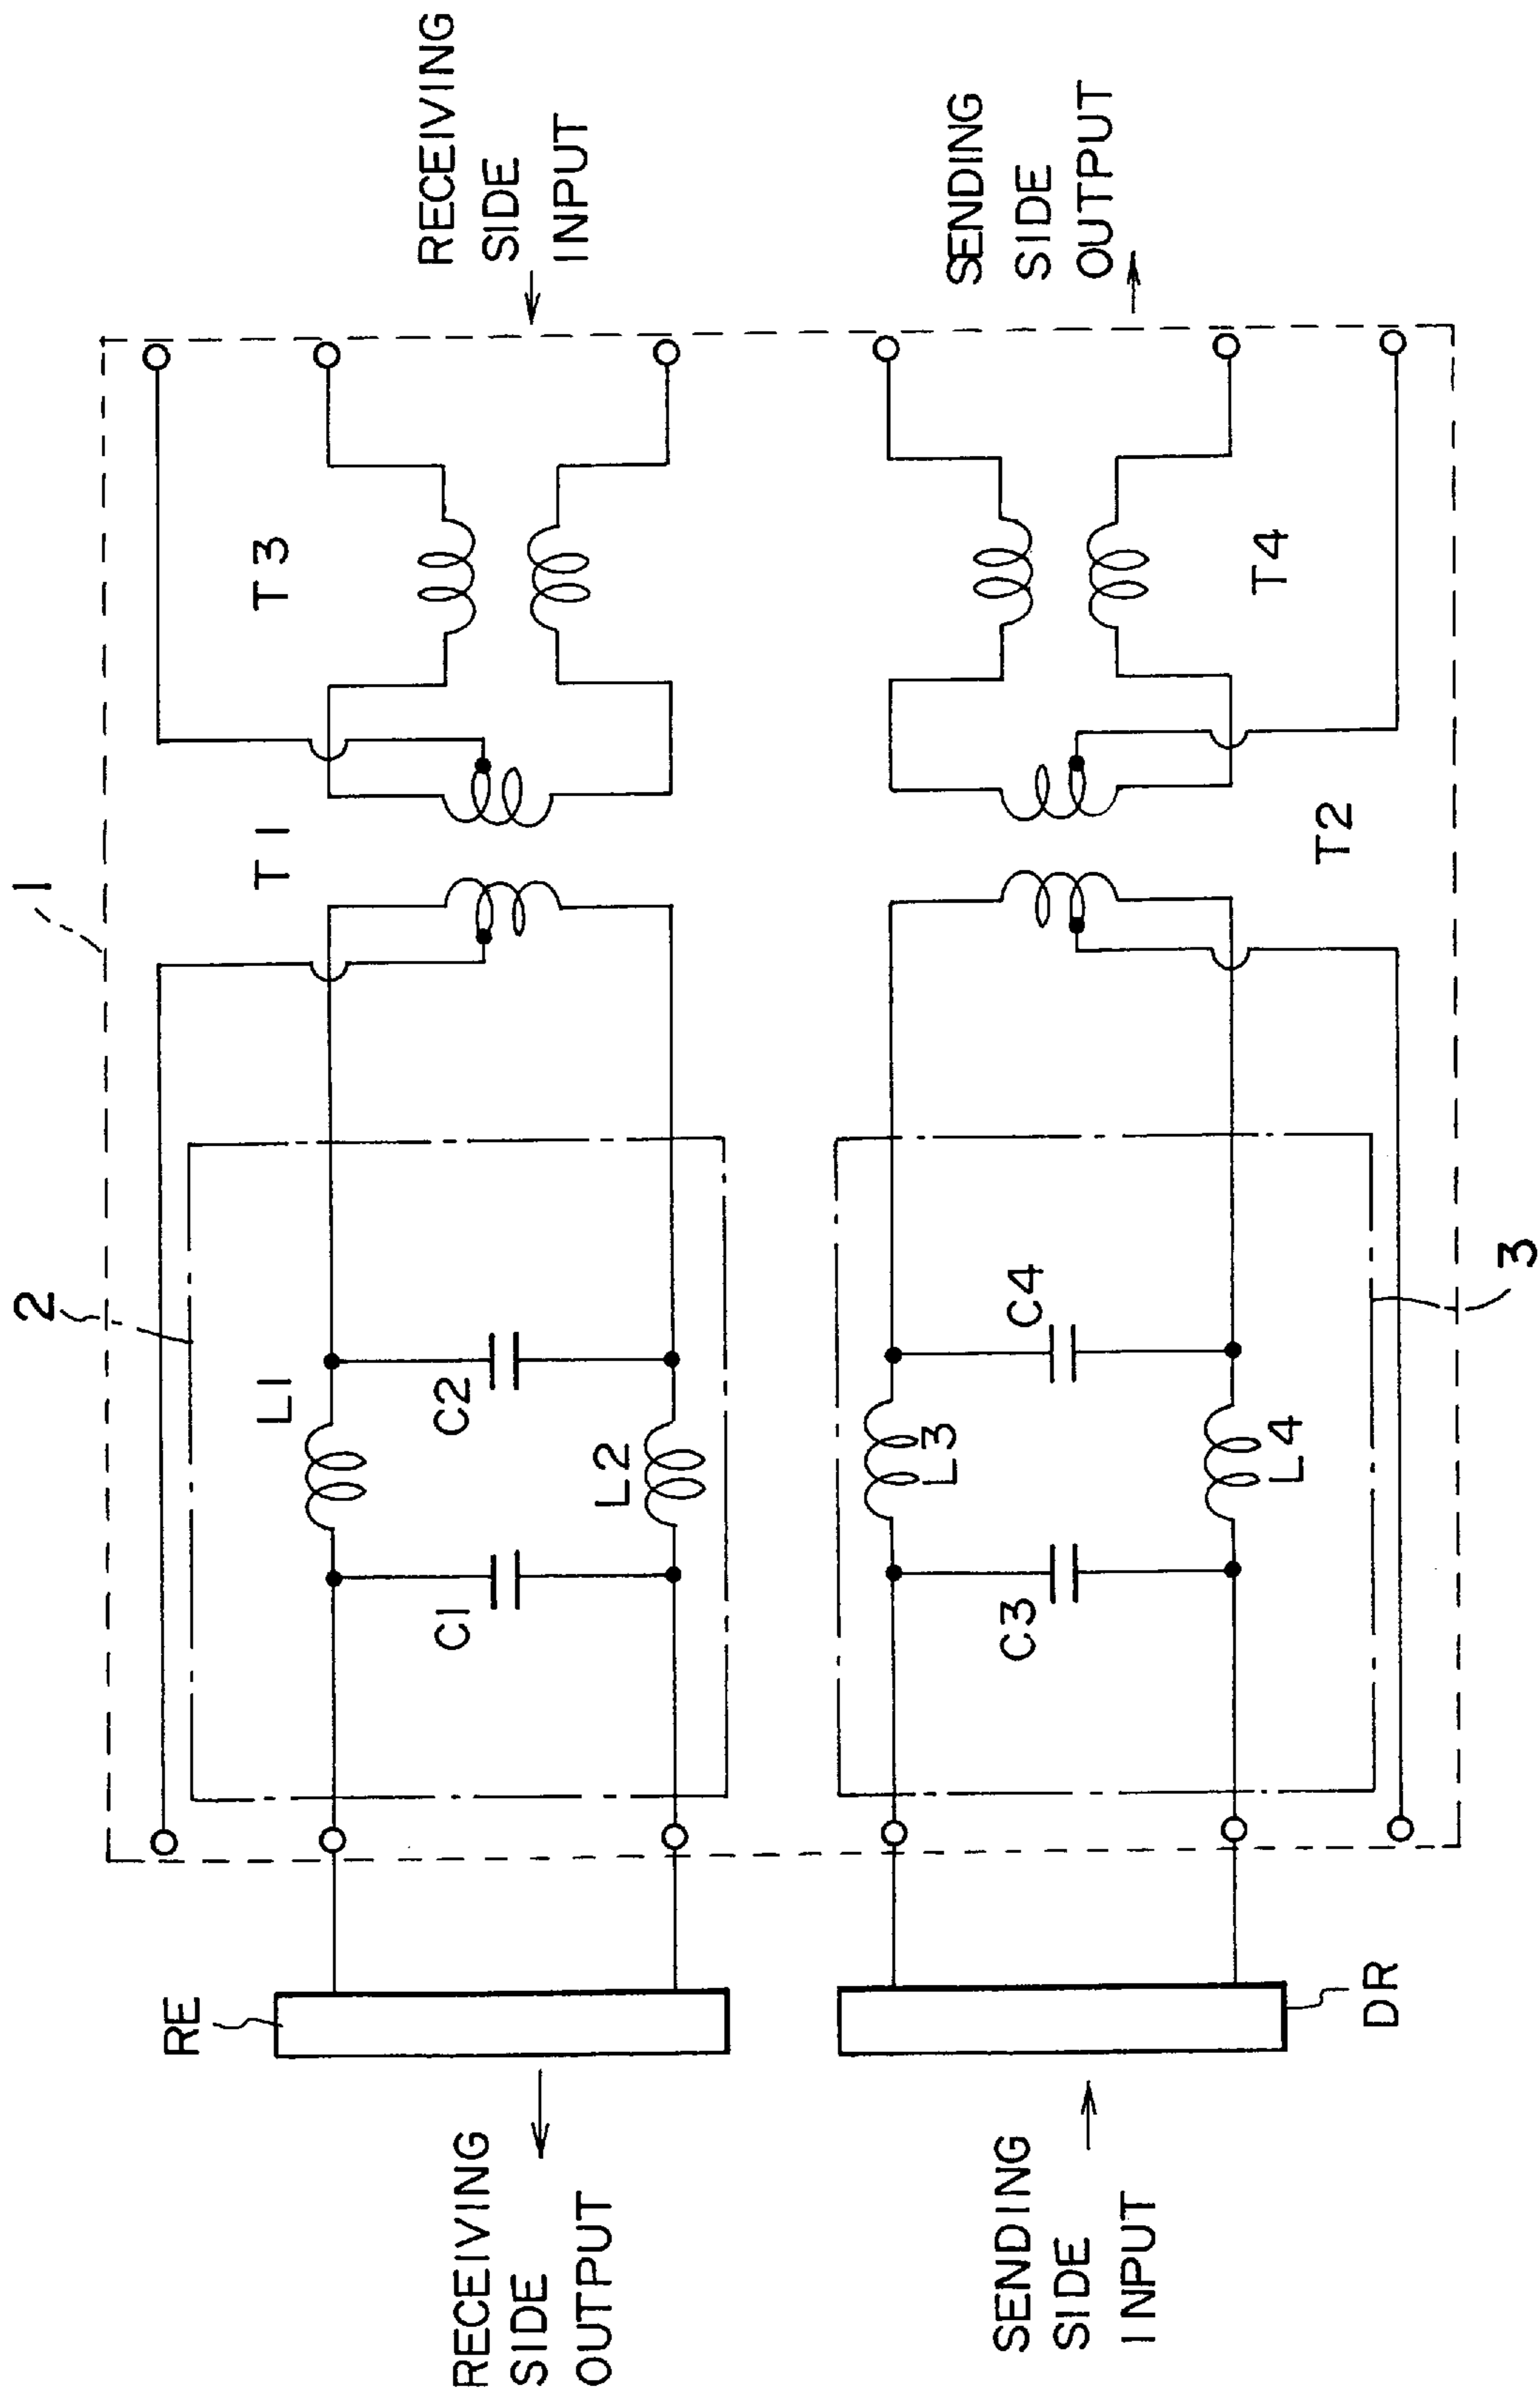 RECEIVING
SIDE
INPUT
SENDING
SIDE
OUTPUT
T3
T4
T1
T2
1
2
3
L1
C2
L2
C1
C4
L3
L4
C3
RE
DR
RECEIVING
SIDE
OUTPUT
SENDING
SIDE
INPUT